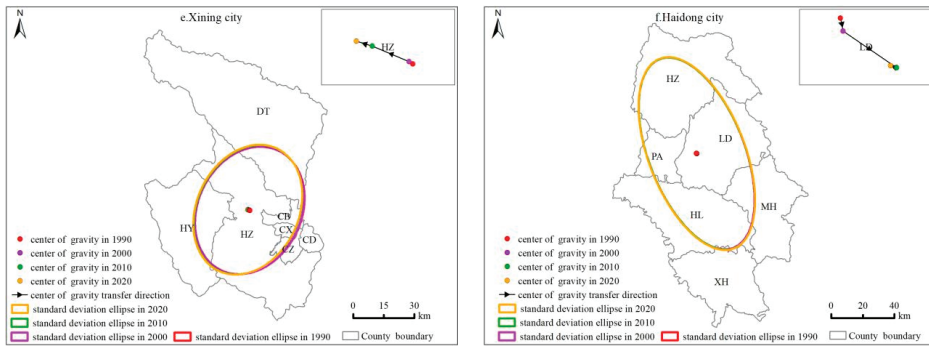 e.Xining city
N
HZ
DT
HY
HZ
CB
CX
CD
CZ
center of gravity in 1990
center of gravity in 2000
center of gravity in 2010
center of gravity in 2020
center of gravity transfer direction
standard deviation ellipse in 2020
standard deviation ellipse in 2010
standard deviation ellipse in 2000
standard deviation ellipse in 1990
County boundary
0 15 30
km
f.Haidong city
N
LD
HZ
LD
PA
MH
HL
XH
center of gravity in 1990
center of gravity in 2000
center of gravity in 2010
center of gravity in 2020
center of gravity transfer direction
standard deviation ellipse in 2020
standard deviation ellipse in 2010
standard deviation ellipse in 2000
standard deviation ellipse in 1990
County boundary
0 20 40
km